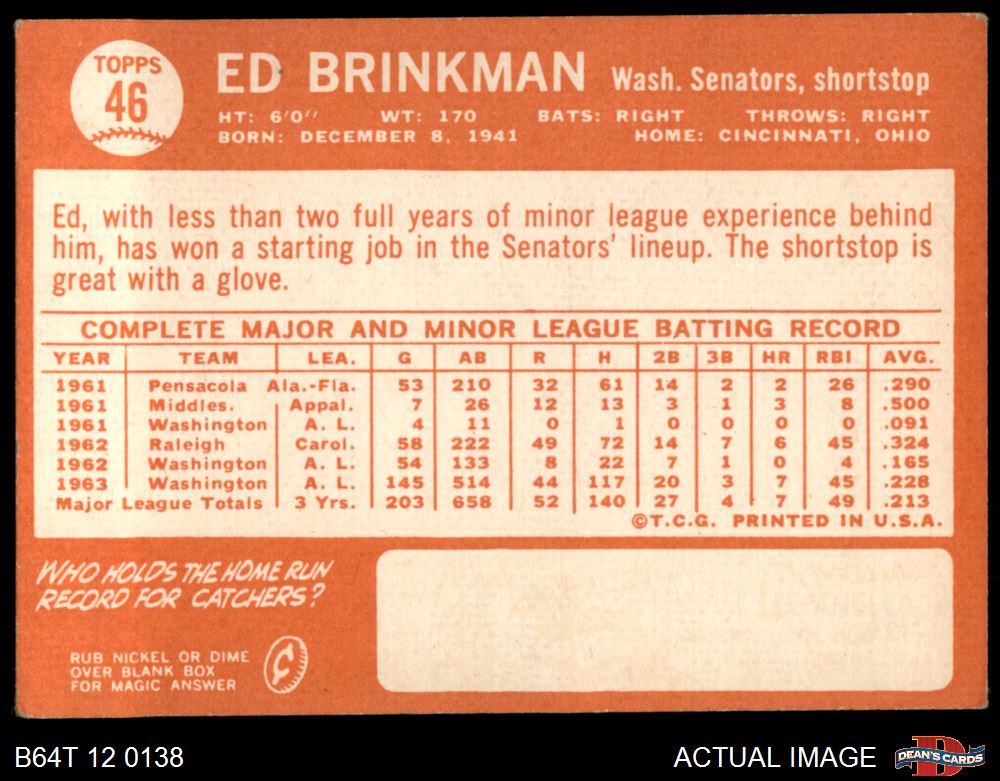 TOPPS
46
ED BRINKMAN Wash. Senators, shortstop
HT: 6'0'' WT: 170 BATS: RIGHT THROWS: RIGHT
BORN: DECEMBER 8, 1941 HOME: CINCINNATI, OHIO
Ed, with less than two full years of minor league experience behind
him, has won a starting job in the Senators' lineup. The shortstop is
great with a glove.
COMPLETE MAJOR AND MINOR LEAGUE BATTING RECORD
YEAR TEAM LEA. G AB R H 2B 3B HR RBI AVG.
1961 Pensacola Ala.-Fla. 53 210 32 61 14 2 2 26 .290
1961 Middles. Appal. 7 26 12 13 3 1 3 8 .500
1961 Washington A. L. 4 11 0 1 0 0 0 0 .091
1962 Raleigh Carol. 58 222 49 72 14 7 6 45 .324
1962 Washington A. L. 54 133 8 22 7 1 0 4 .165
1963 Washington A. L. 145 514 44 117 20 3 7 45 .228
Major League Totals 3 Yrs. 203 658 52 140 27 4 7 49 .213
©T.C.G. PRINTED IN U.S.A.
WHO HOLDS THE HOME RUN
RECORD FOR CATCHERS?
RUB NICKEL OR DIME
OVER BLANK BOX
FOR MAGIC ANSWER
B64T 12 0138 ACTUAL IMAGE DEAN'S CARDS